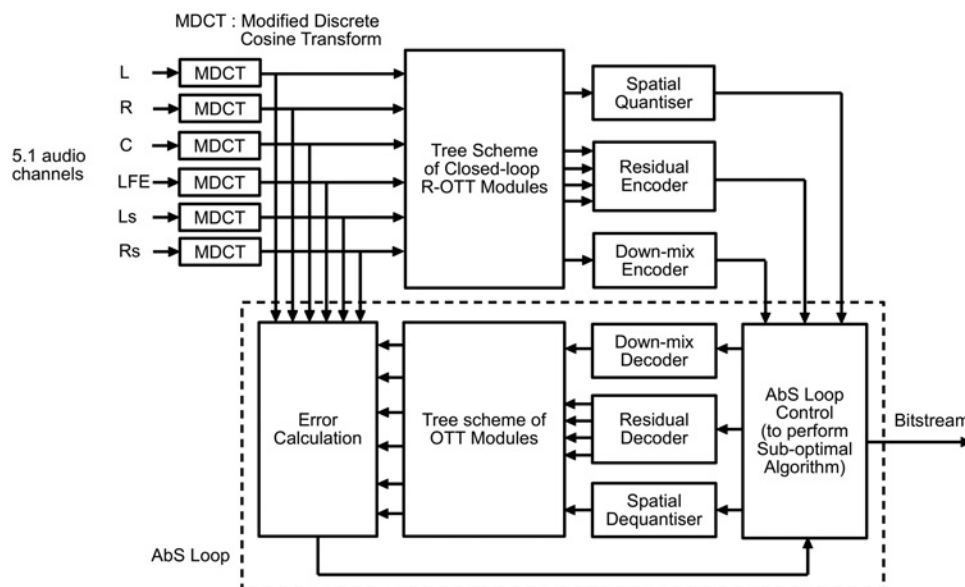 MDCT : Modified Discrete
Cosine Transform
5.1 audio
channels
L
MDCT
R
MDCT
C
MDCT
LFE
MDCT
Ls
MDCT
Rs
MDCT
Tree Scheme
of Closed-loop
R-OTT Modules
Spatial
Quantiser
Residual
Encoder
Down-mix
Encoder
Error
Calculation
Tree scheme of
OTT Modules
Down-mix
Decoder
Residual
Decoder
Spatial
Dequantiser
AbS Loop
Control
(to perform
Sub-optimal
Algorithm)
Bitstream
AbS Loop